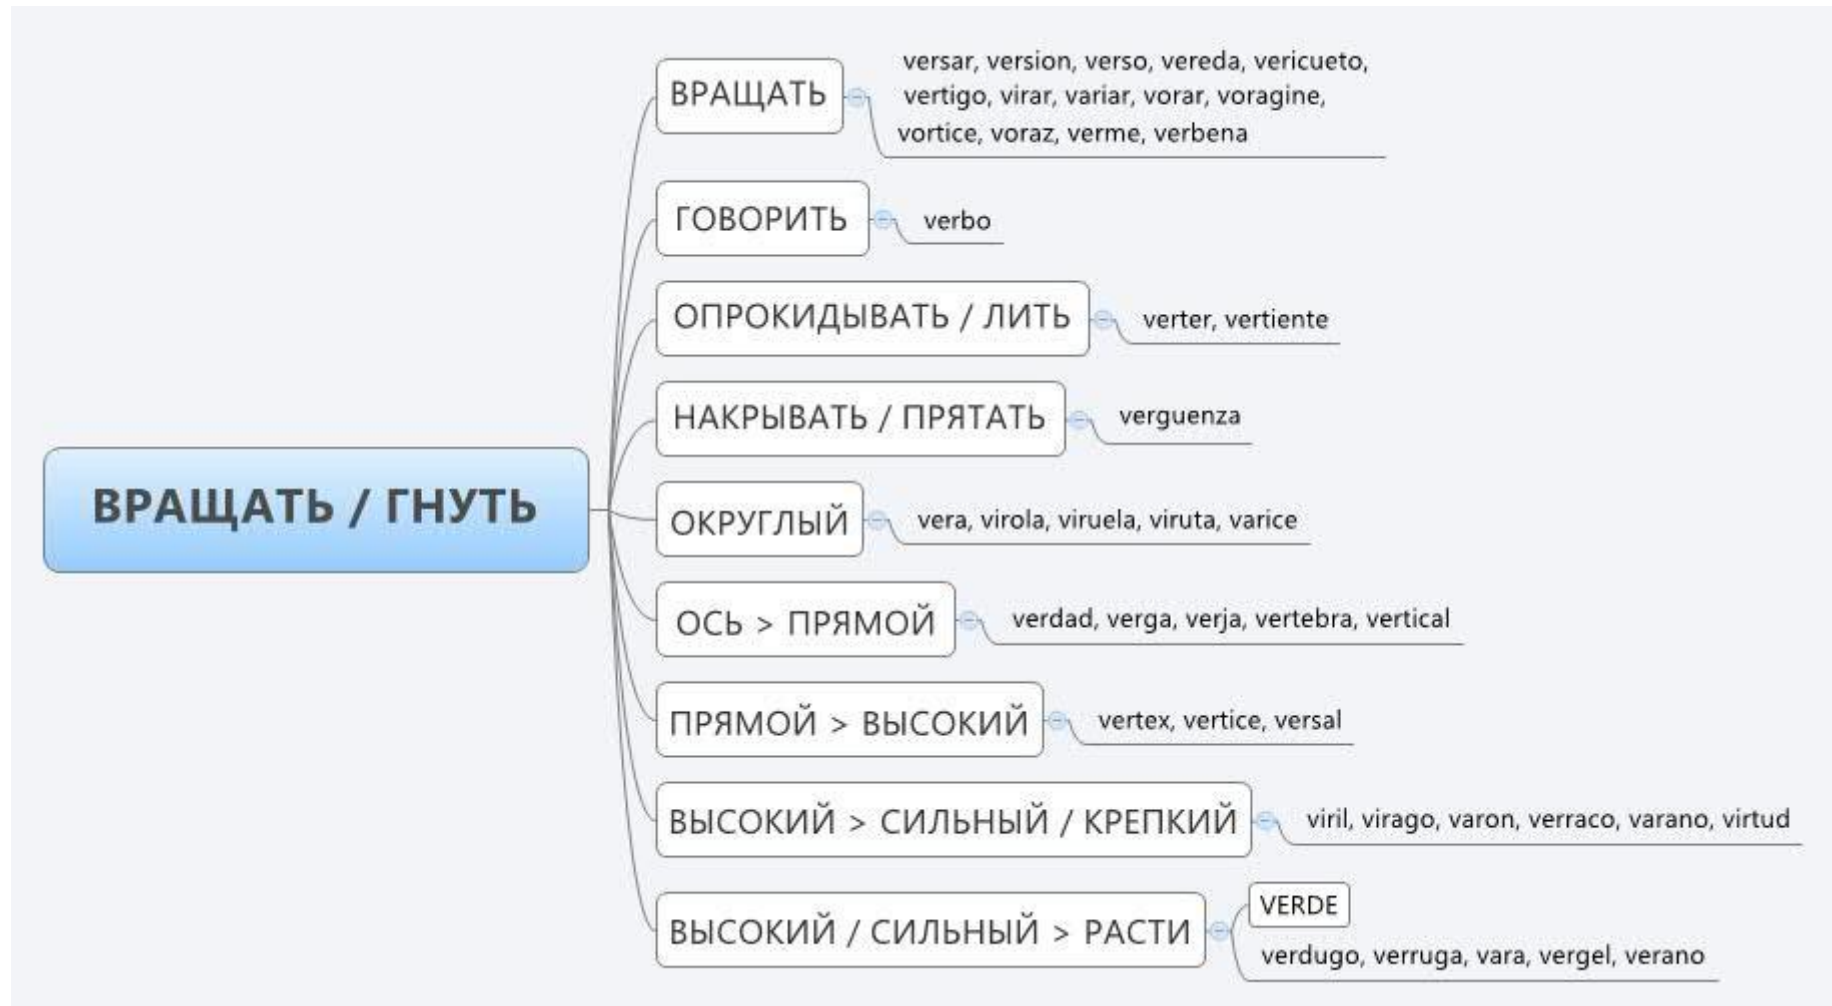 ВРАЩАТЬ / ГНУТЬ
ВРАЩАТЬ
versar, version, verso, vereda, vericueto,
vertigo, virar, variar, vorar, voragine,
vortice, voraz, verme, verbena
ГОВОРИТЬ
verbo
ОПРОКИДЫВАТЬ / ЛИТЬ
verter, vertiente
НАКРЫВАТЬ / ПРЯТАТЬ
verguenza
ОКРУГЛЫЙ
vera, virola, viruela, viruta, varice
ОСЬ > ПРЯМОЙ
verdad, verga, verja, vertebra, vertical
ПРЯМОЙ > ВЫСОКИЙ
vertex, vertice, versal
ВЫСОКИЙ > СИЛЬНЫЙ / КРЕПКИЙ
viril, virago, varon, verraco, varano, virtud
ВЫСОКИЙ / СИЛЬНЫЙ > РАСТИ
VERDE
verdugo, verruga, vara, vergel, verano